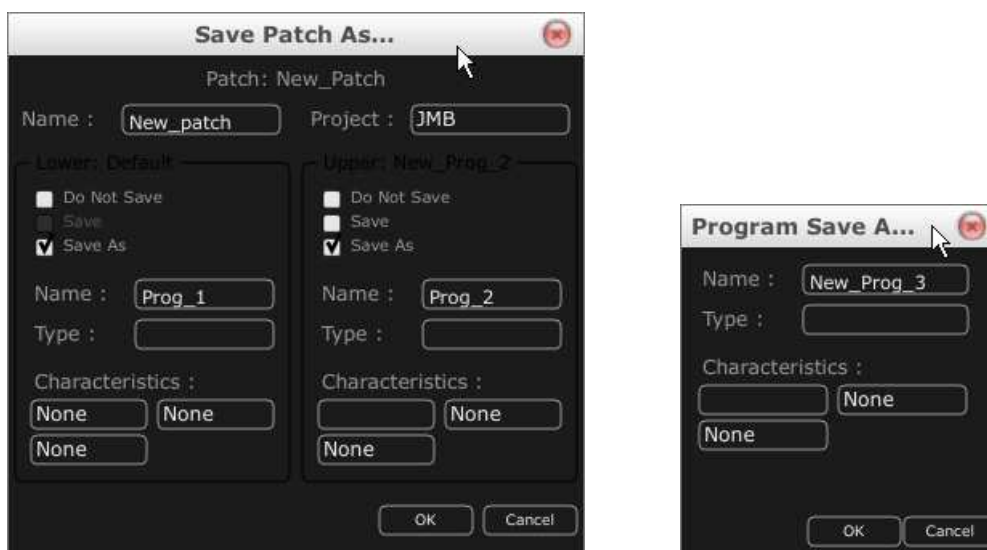 Save Patch As...
Patch: New_Patch
Name : New_patch Project : JMB
Lower: Default Upper: New_Prog_2
Do Not Save Do Not Save
Save Save
Save As Save As
Name : Prog_1 Name : Prog_2
Type : Type :
Characteristics : Characteristics :
None None None
None None
OK Cancel
Program Save A...
Name : New_Prog_3
Type :
Characteristics :
None
None
OK Cancel